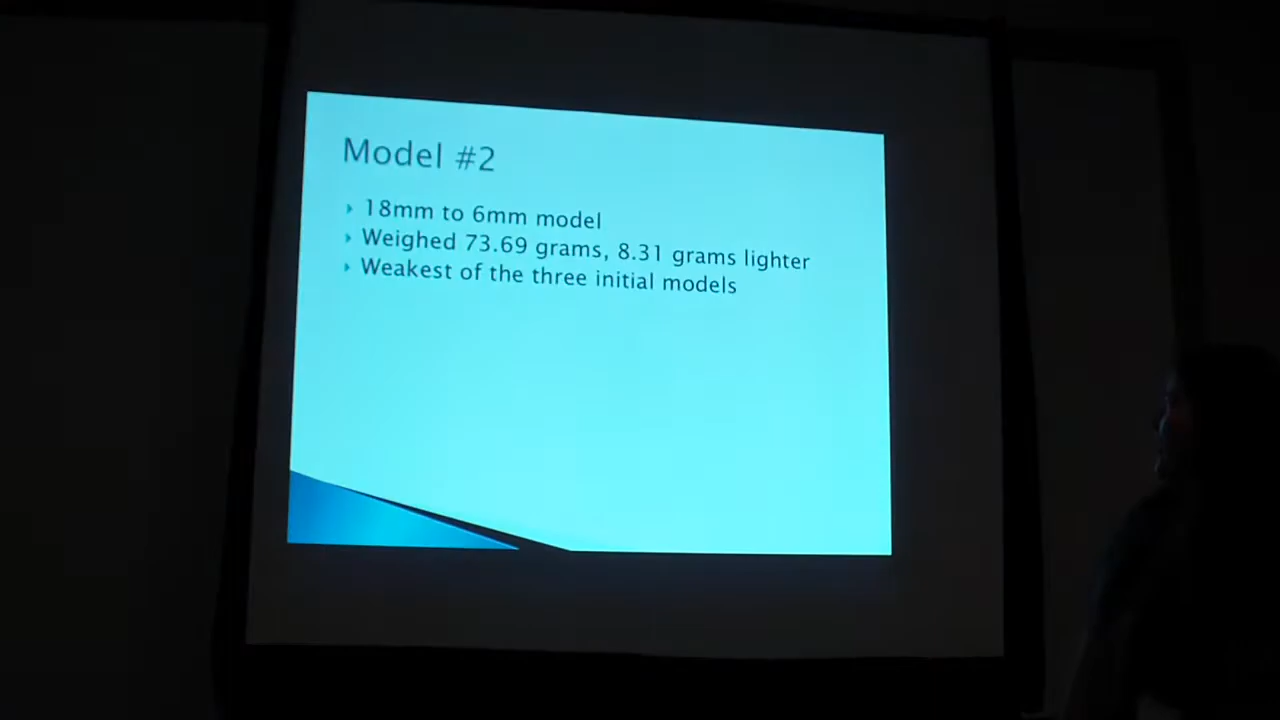 Model #2
18mm to 6mm model
Weighed 73.69 grams, 8.31 grams lighter
Weakest of the three initial models